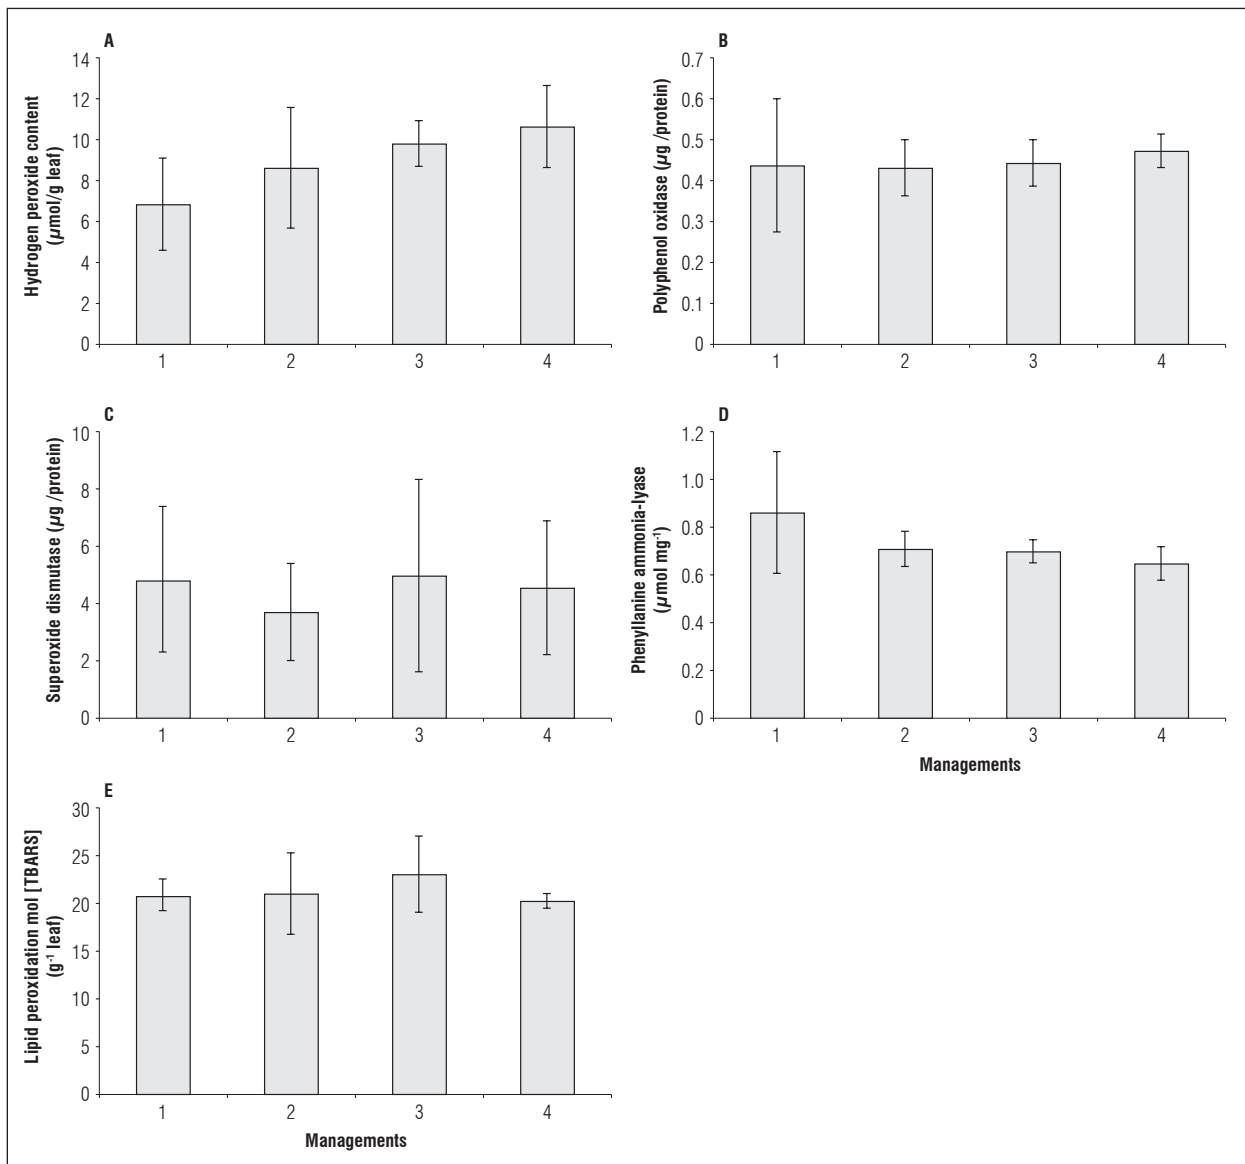 A
Hydrogen peroxide content
(µmol/g leaf)
14
12
10
8
6
4
2
0
1 2 3 4
B
Polyphenol oxidase (µg /protein)
0.7
0.6
0.5
0.4
0.3
0.2
0.1
0
1 2 3 4
C
Superoxide dismutase (µg /protein)
10
8
6
4
2
0
1 2 3 4
D
Phenyllanine ammonia-lyase
(µmol mg⁻¹)
1.2
1.0
0.8
0.6
0.4
0.2
0
1 2 3 4
Managements
E
Lipid peroxidation mol [TBARS]
(g⁻¹ leaf)
30
25
20
15
10
5
0
1 2 3 4
Managements